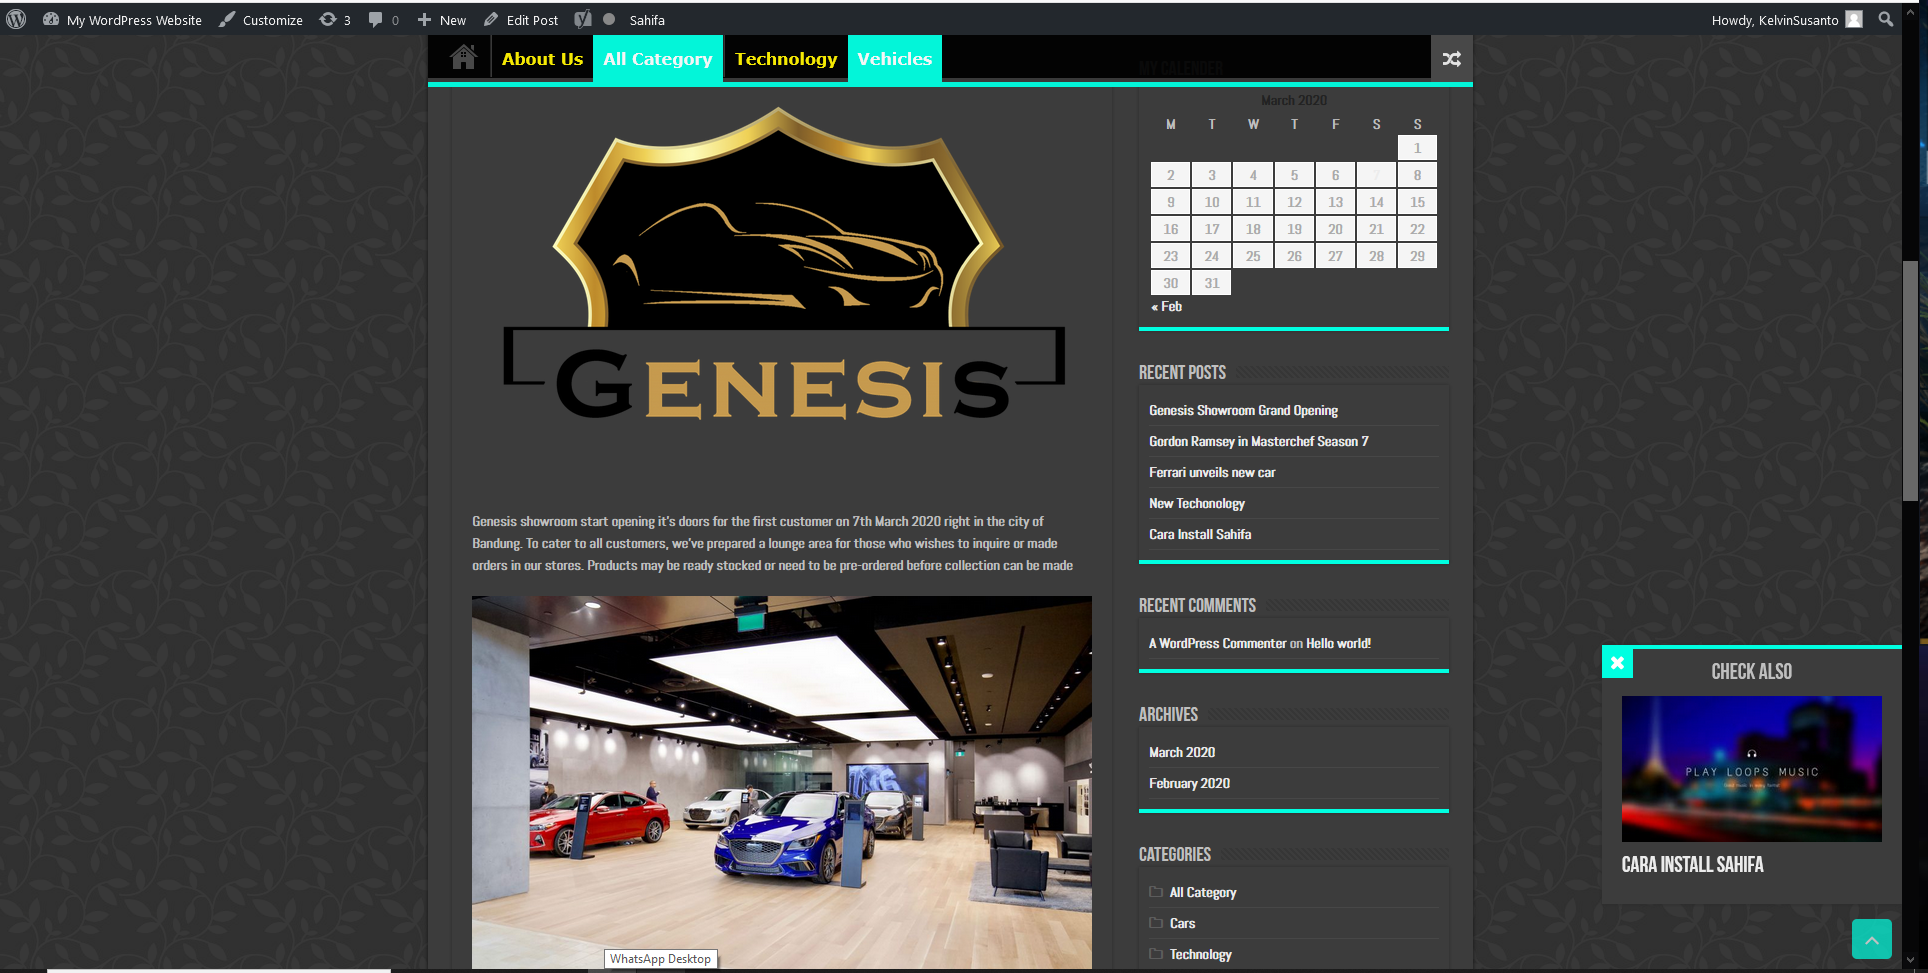 My WordPress Website
Customize
3
0
New
Edit Post
Sahifa
Howdy, KelvinSusanto
About Us
All Category
Technology
Vehicles
GENESIS
Genesis showroom start opening it's doors for the first customer on 7th March 2020 right in the city of
Bandung. To cater to all customers, we've prepared a lounge area for those who wishes to inquire or made
orders in our stores. Products may be ready stocked or need to be pre-ordered before collection can be made
MY CALENDER
March 2020
M T W T F S S
1
2 3 4 5 6 7 8
9 10 11 12 13 14 15
16 17 18 19 20 21 22
23 24 25 26 27 28 29
30 31
« Feb
RECENT POSTS
Genesis Showroom Grand Opening
Gordon Ramsey in Masterchef Season 7
Ferrari unveils new car
New Techonology
Cara Install Sahifa
RECENT COMMENTS
A WordPress Commenter on Hello world!
ARCHIVES
March 2020
February 2020
CATEGORIES
All Category
Cars
Technology
CHECK ALSO
PLAY LOOPS MUSIC
CARA INSTALL SAHIFA
WhatsApp Desktop